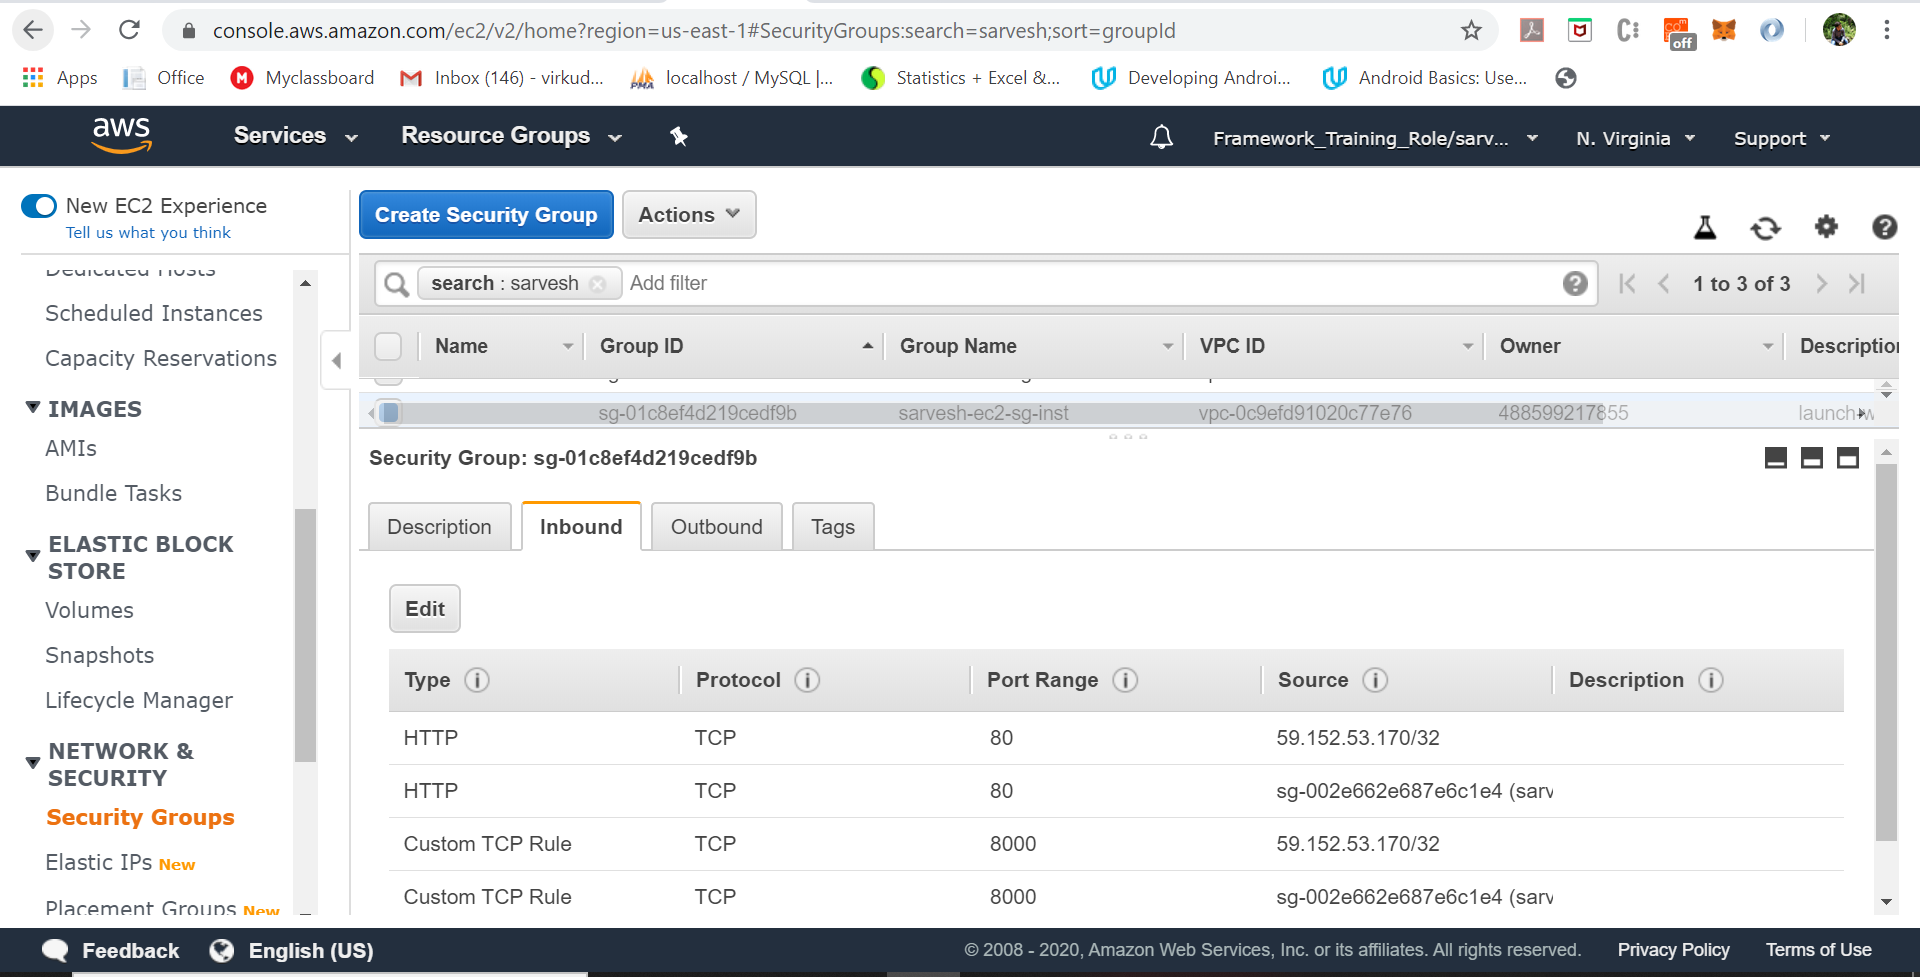 console.aws.amazon.com/ec2/v2/home?region=us-east-1#SecurityGroups:search=sarvesh;sort=groupId
off
Apps Office Myclassboard Inbox (146) - virkud... localhost / MySQL |... Statistics + Excel &... Developing Androi... Android Basics: Use...
aws Services Resource Groups Framework_Training_Role/sarv... N. Virginia Support
New EC2 Experience
Tell us what you think
Create Security Group Actions
Dedicated Hosts
Scheduled Instances
Capacity Reservations
IMAGES
AMIs
Bundle Tasks
ELASTIC BLOCK
STORE
Volumes
Snapshots
Lifecycle Manager
NETWORK &
SECURITY
Security Groups
Elastic IPs New
Placement Groups New
search : sarvesh Add filter 1 to 3 of 3
Name Group ID Group Name VPC ID Owner Description
sg-01c8ef4d219cedf9b sarvesh-ec2-sg-inst vpc-0c9efd91020c77e76 488599217855 launch-w
Security Group: sg-01c8ef4d219cedf9b
Description Inbound Outbound Tags
Edit
Type Protocol Port Range Source Description
HTTP TCP 80 59.152.53.170/32
HTTP TCP 80 sg-002e662e687e6c1e4 (sarv
Custom TCP Rule TCP 8000 59.152.53.170/32
Custom TCP Rule TCP 8000 sg-002e662e687e6c1e4 (sarv
Feedback English (US) © 2008 - 2020, Amazon Web Services, Inc. or its affiliates. All rights reserved. Privacy Policy Terms of Use